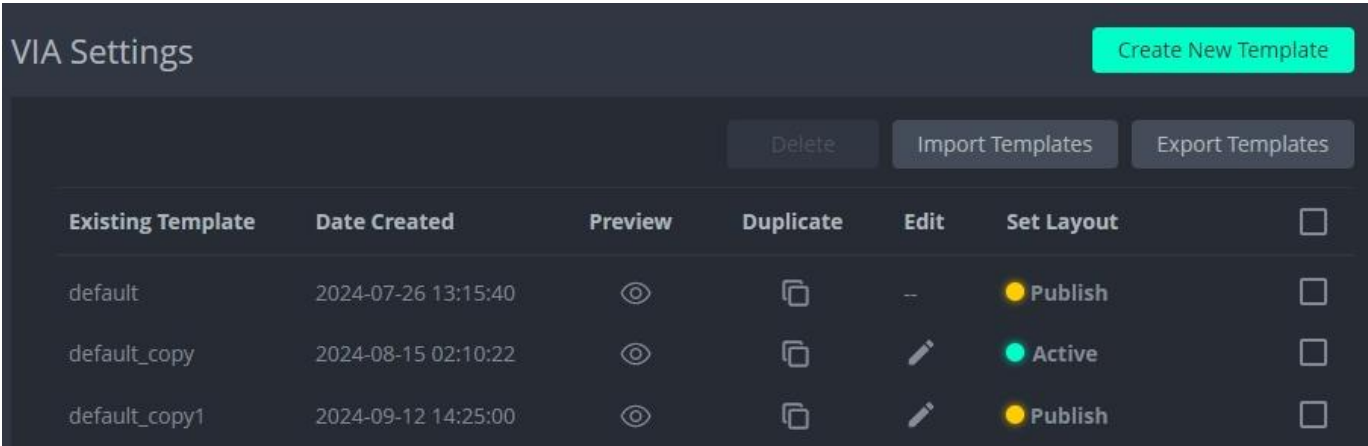 VIA Settings Create New Template
Delete Import Templates Export Templates
Existing Template Date Created Preview Duplicate Edit Set Layout
default 2024-07-26 13:15:40 -- Publish
default_copy 2024-08-15 02:10:22 Active
default_copy1 2024-09-12 14:25:00 Publish